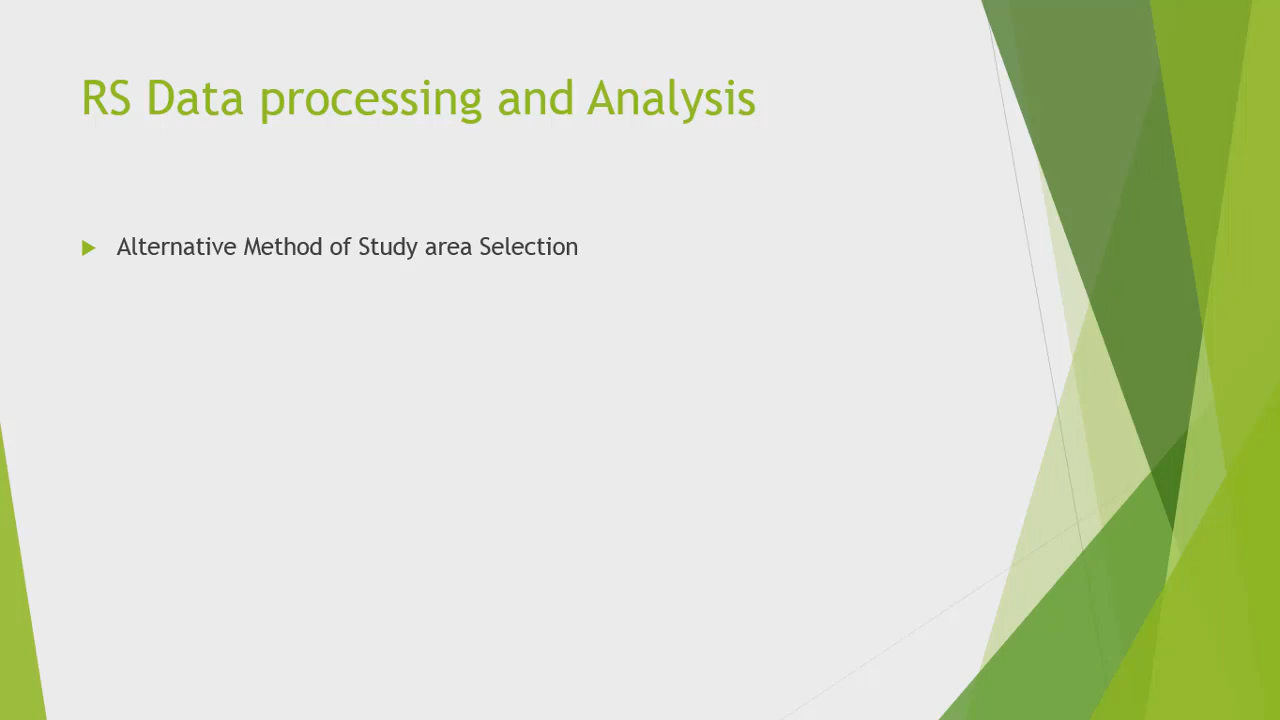 RS Data processing and Analysis
Alternative Method of Study area Selection